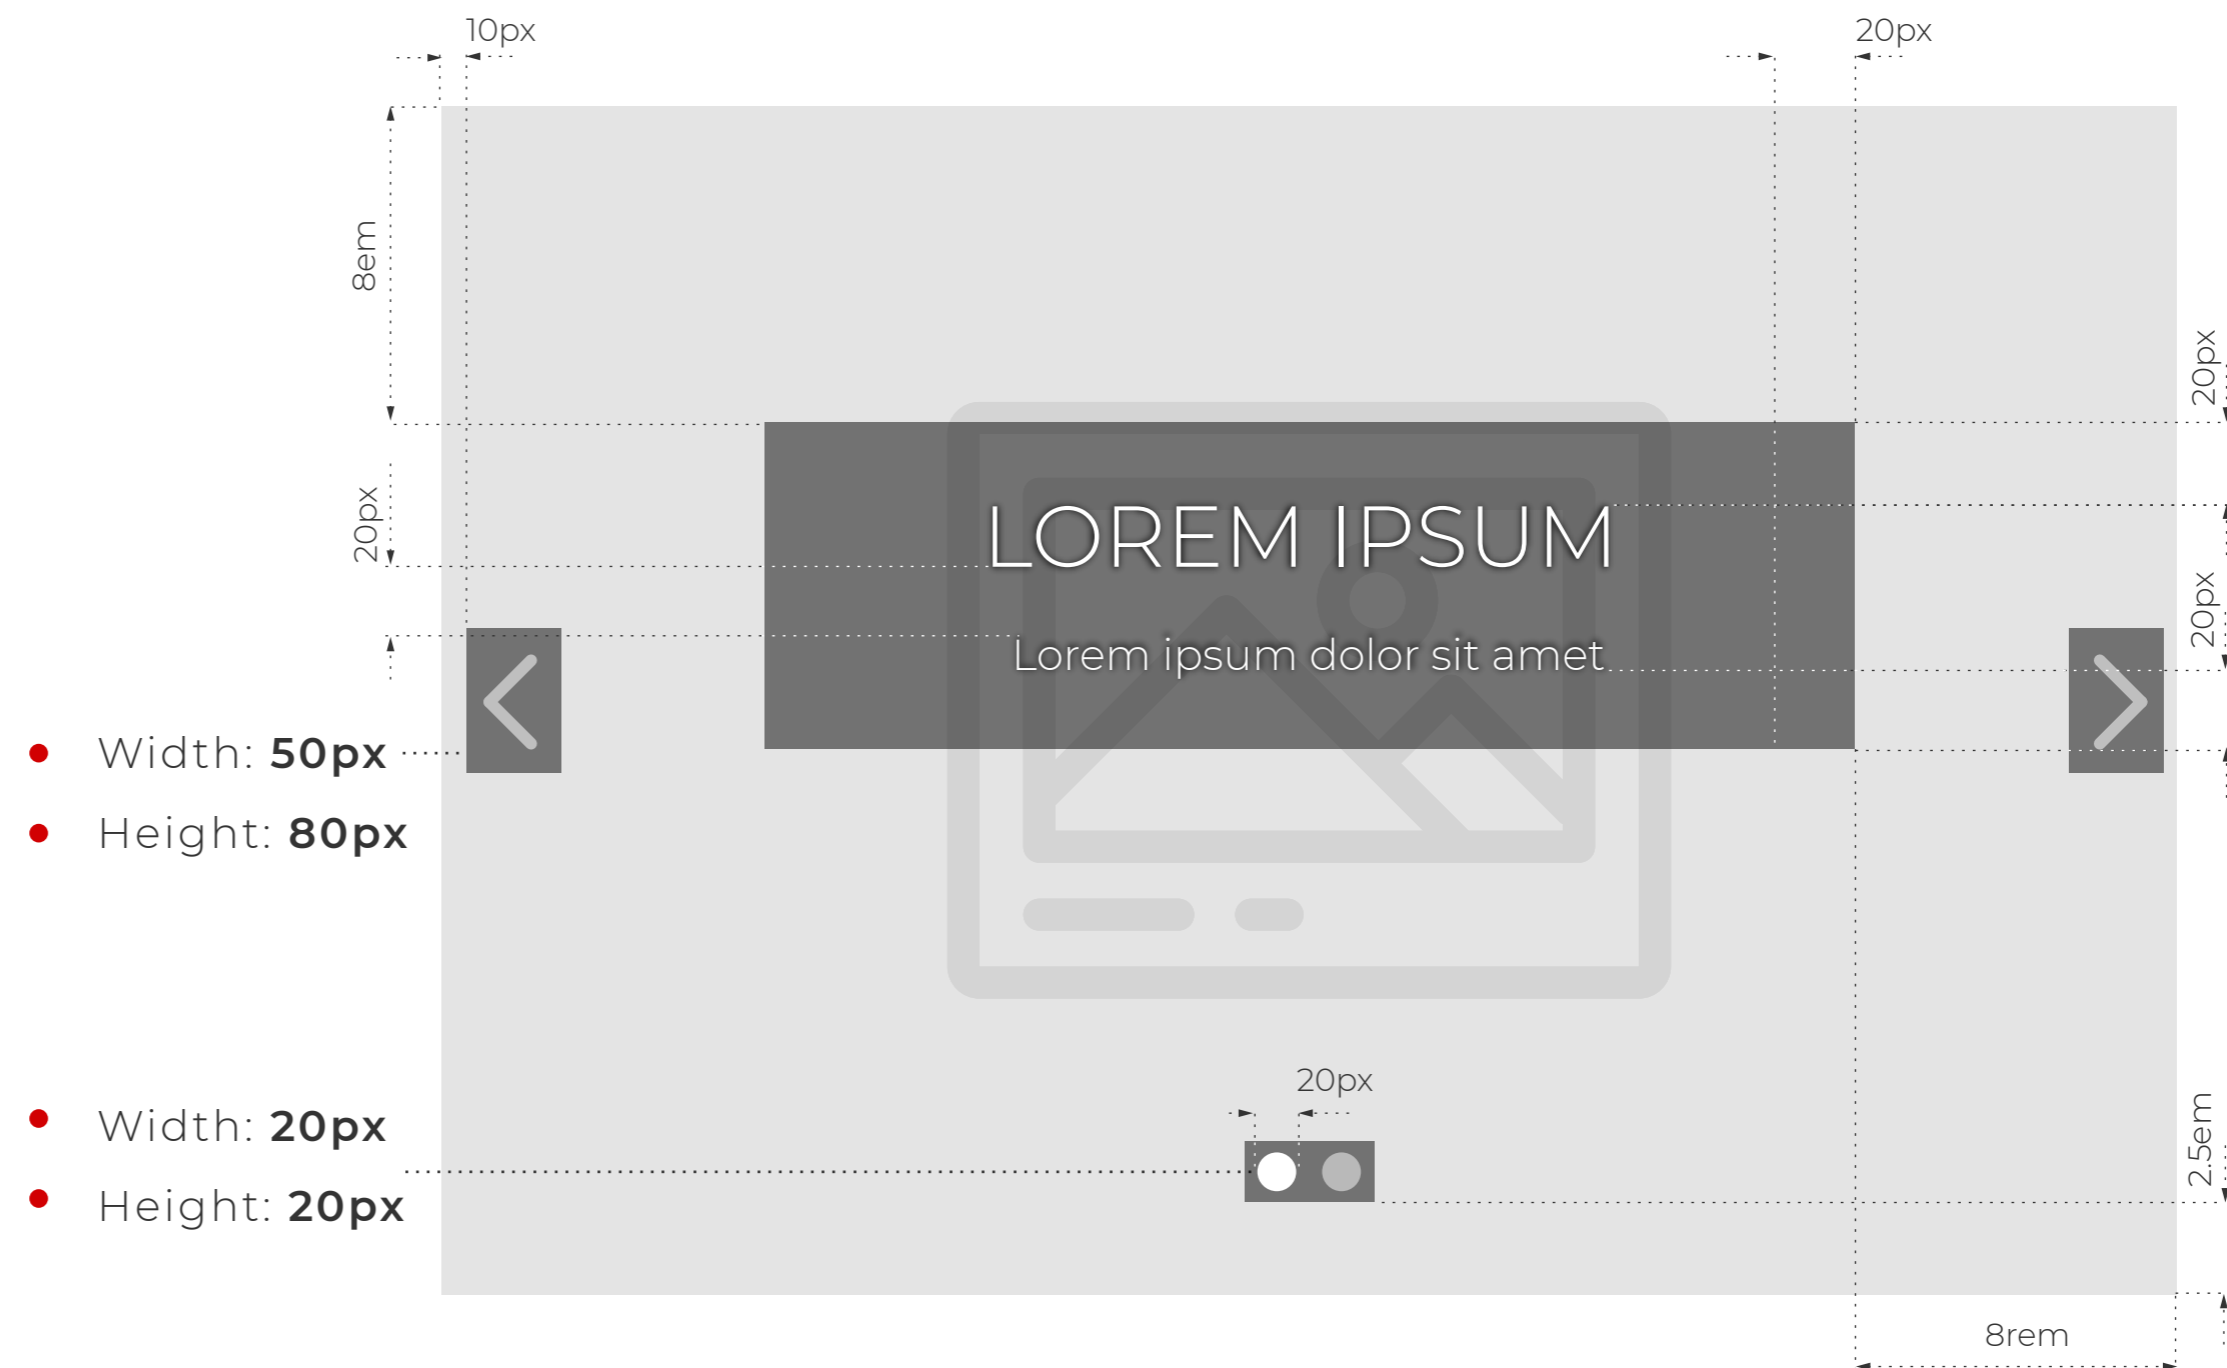 10px
20px
8em
20px
20px
LOREM IPSUM
20px
Lorem ipsum dolor sit amet
Width: 50px
Height: 80px
20px
2.5em
Width: 20px
Height: 20px
8rem